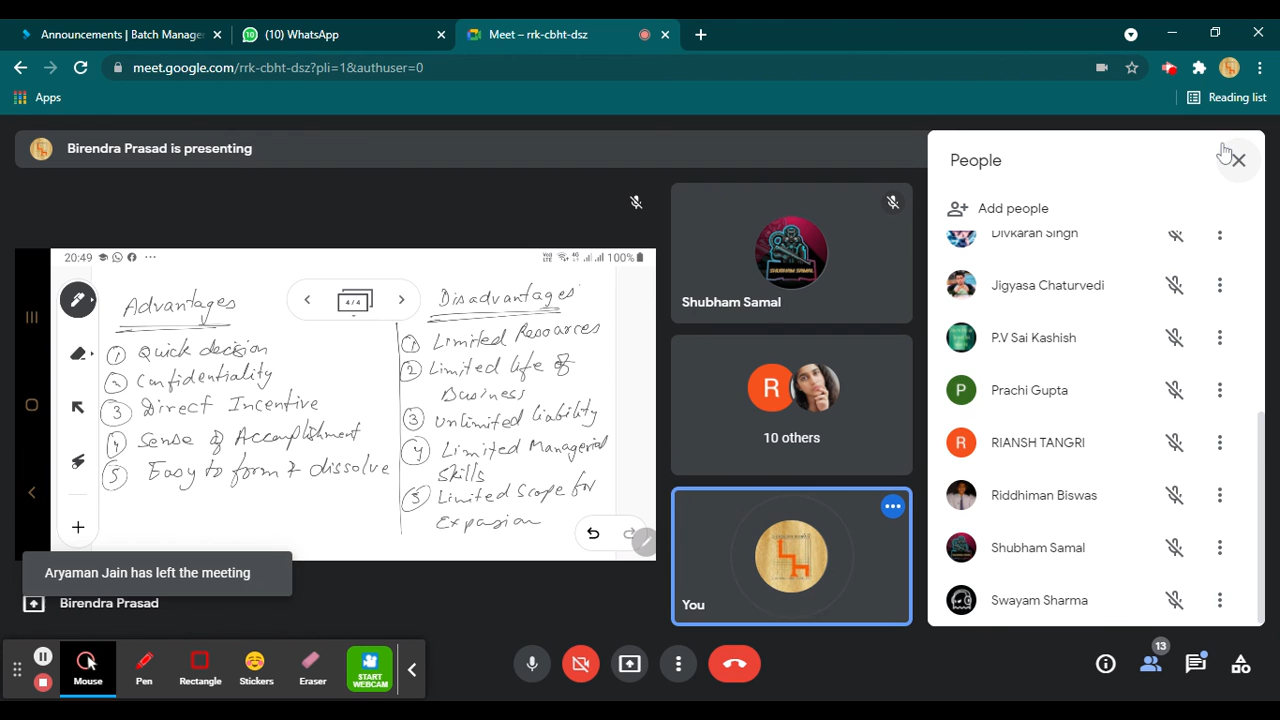 Announcements | Batch Manage
(10) WhatsApp
Meet – rrk-cbht-dsz
meet.google.com/rrk-cbht-dsz?pli=1&authuser=0
Apps
Reading list
Birendra Prasad is presenting
20:49
100%
4 / 4
Advantages
① Quick decision
② Confidentiality
③ Direct Incentive
④ Sense of Accomplishment
⑤ Easy to form & dissolve
Disadvantages
① Limited Resources
② Limited life of
Business
③ Unlimited liability
④ Limited Managerial
Skills
⑤ Limited Scope for
Expansion
Aryaman Jain has left the meeting
Birendra Prasad
SHUBHAM SAMAL
Shubham Samal
R
10 others
You
People
Add people
Divkaran Singh
Jigyasa Chaturvedi
P.V Sai Kashish
P
Prachi Gupta
R
RIANSH TANGRI
Riddhiman Biswas
Shubham Samal
Swayam Sharma
Mouse
Pen
Rectangle
Stickers
Eraser
START
WEBCAM
13